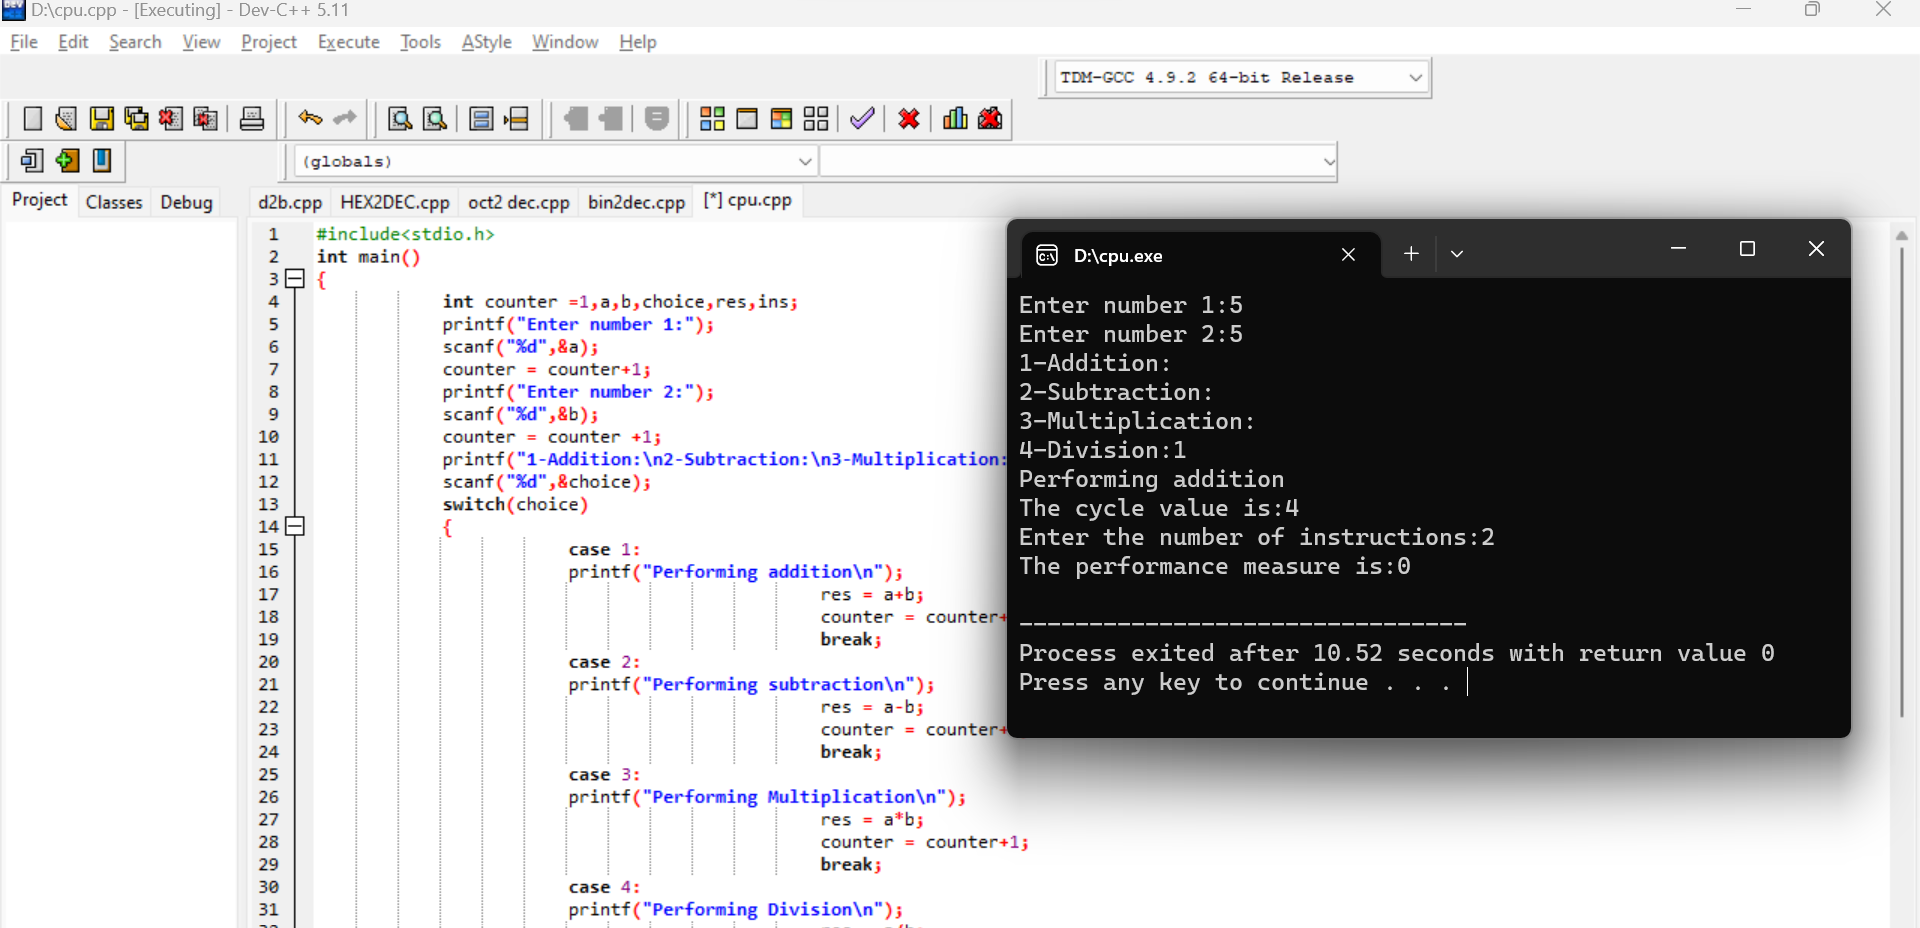 D:\cpu.cpp - [Executing] - Dev-C++ 5.11
File Edit Search View Project Execute Tools AStyle Window Help
TDM-GCC 4.9.2 64-bit Release
(globals)
Project Classes Debug
d2b.cpp HEX2DEC.cpp oct2 dec.cpp bin2dec.cpp [*] cpu.cpp
1 #include<stdio.h>
2 int main()
3 {
4 int counter =1,a,b,choice,res,ins;
5 printf("Enter number 1:");
6 scanf("%d",&a);
7 counter = counter+1;
8 printf("Enter number 2:");
9 scanf("%d",&b);
10 counter = counter +1;
11 printf("1-Addition:\n2-Subtraction:\n3-Multiplication:
12 scanf("%d",&choice);
13 switch(choice)
14 {
15 case 1:
16 printf("Performing addition\n");
17 res = a+b;
18 counter = counter+
19 break;
20 case 2:
21 printf("Performing subtraction\n");
22 res = a-b;
23 counter = counter+
24 break;
25 case 3:
26 printf("Performing Multiplication\n");
27 res = a*b;
28 counter = counter+1;
29 break;
30 case 4:
31 printf("Performing Division\n");
D:\cpu.exe
Enter number 1:5
Enter number 2:5
1-Addition:
2-Subtraction:
3-Multiplication:
4-Division:1
Performing addition
The cycle value is:4
Enter the number of instructions:2
The performance measure is:0
--------------------------------
Process exited after 10.52 seconds with return value 0
Press any key to continue . . .